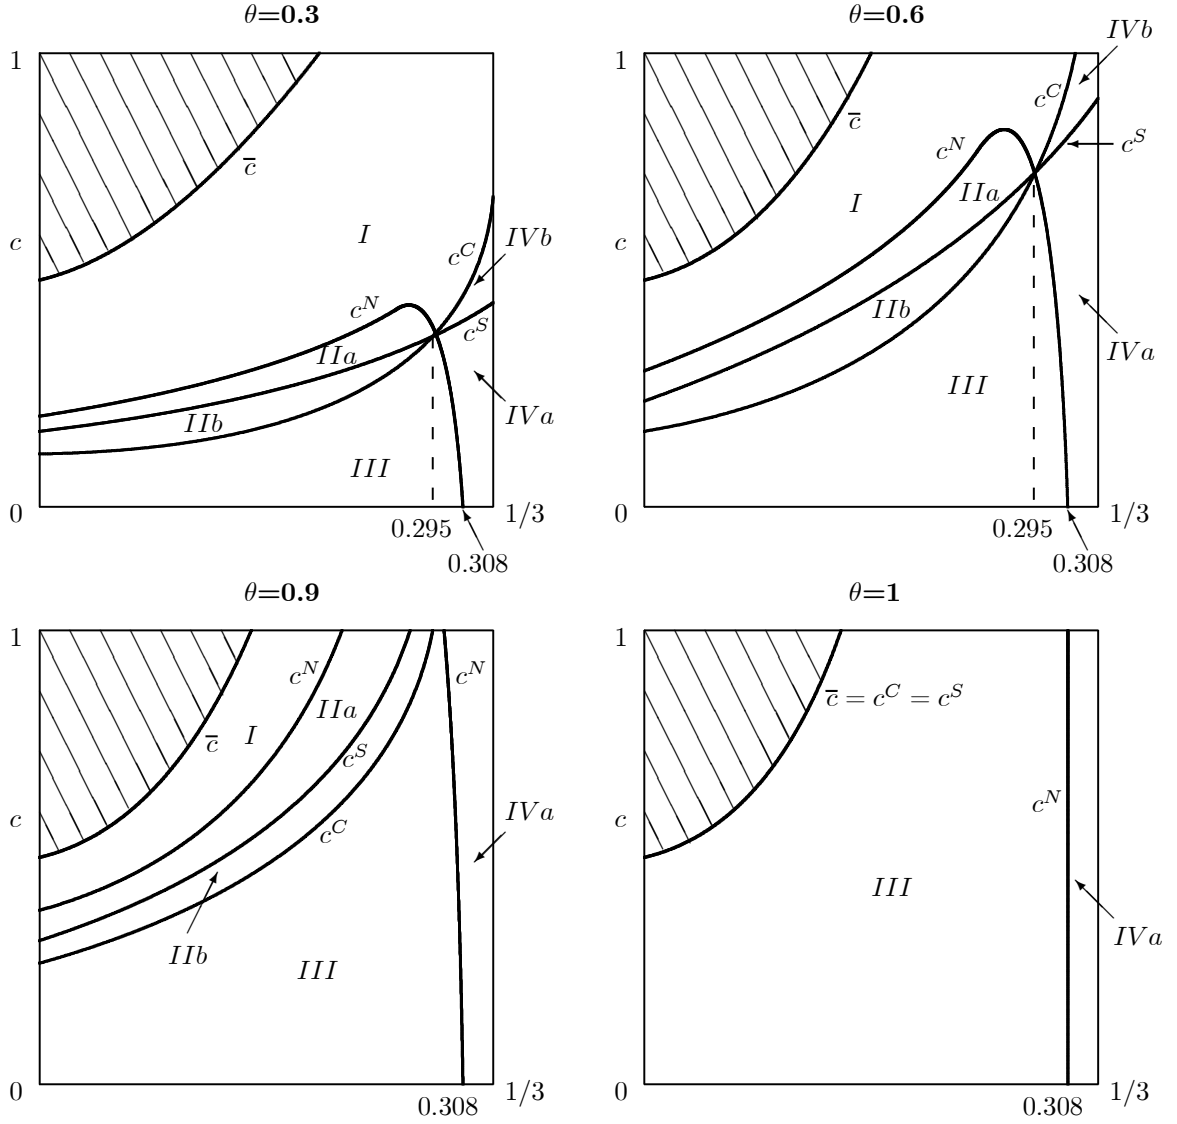 θ=0.3
1
c̅
c
I
IVb
c^C
c^N
c^S
IIa
IVa
IIb
III
0
1/3
0.295
0.308
θ=0.6
IVb
1
c^C
c̅
c^S
c^N
IIa
I
c
IIb
IVa
III
0
1/3
0.295
0.308
θ=0.9
1
c^N
c^N
IIa
c̅
I
c^S
IVa
c
c^C
IIb
III
0
1/3
0.308
θ=1
1
c̅ = c^C = c^S
c^N
c
III
IVa
0
1/3
0.308